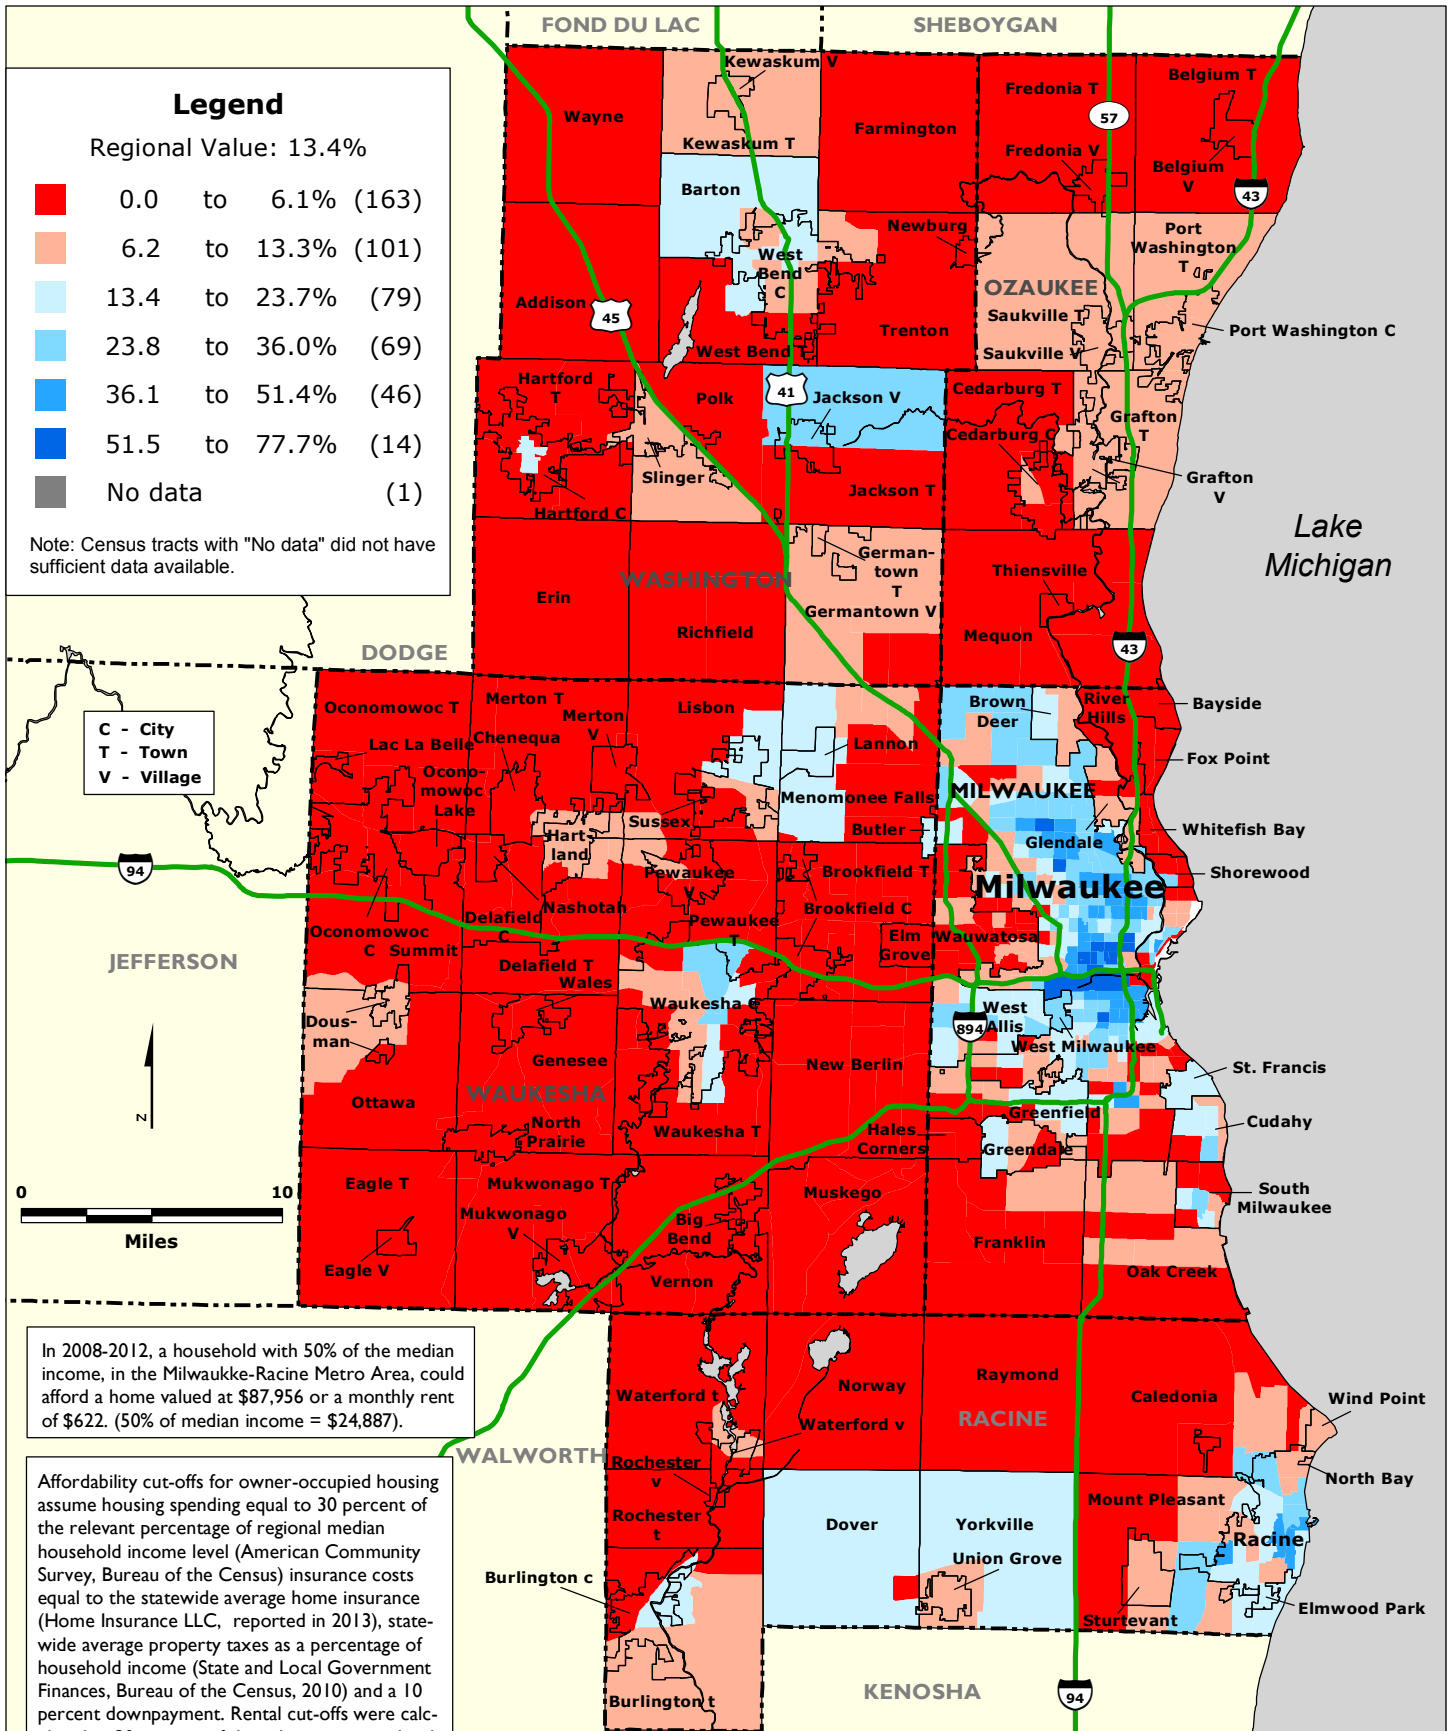 FOND DU LAC
SHEBOYGAN
Legend
Regional Value: 13.4%
0.0 to 6.1% (163)
6.2 to 13.3% (101)
13.4 to 23.7% (79)
23.8 to 36.0% (69)
36.1 to 51.4% (46)
51.5 to 77.7% (14)
No data (1)
Note: Census tracts with "No data" did not have
sufficient data available.
Kewaskum V
Wayne
Kewaskum T
Farmington
Fredonia T
57
Belgium T
Fredonia V
Belgium
V
43
Barton
West
Bend
C
Newburg
Port
Washington
T
OZAUKEE
Addison
45
Saukville T
Trenton
Port Washington C
West Bend T
Saukville V
Hartford
T
Polk
41
Jackson V
Cedarburg T
Grafton
T
Cedarburg C
Slinger
Grafton
V
Jackson T
Hartford C
Lake
Michigan
German-
town
T
WASHINGTON
Thiensville
Erin
Germantown V
Richfield
Mequon
43
DODGE
C - City
T - Town
V - Village
Oconomowoc T
Merton T
Merton
V
Lisbon
Brown
Deer
River
Hills
Bayside
Lac La Belle
Chenequa
Lannon
Fox Point
Ocono-
mowoc
Lake
MILWAUKEE
Menomonee Falls
Sussex
Butler
Whitefish Bay
Hart-
land
Glendale
94
Pewaukee
V
Brookfield T
Shorewood
Milwaukee
Nashotah
Brookfield C
Delafield
C
Pewaukee
T
Oconomowoc
C
Summit
Elm
Grove
Wauwatosa
JEFFERSON
Delafield T
Wales
Waukesha C
West
Allis
894
Dous-
man
West Milwaukee
Genesee
New Berlin
St. Francis
WAUKESHA
Ottawa
N
Greenfield
Cudahy
North
Prairie
Waukesha T
Hales
Corners
Greendale
0 10
Miles
Eagle T
Mukwonago T
Muskego
South
Milwaukee
Mukwonago
V
Big
Bend
Franklin
Eagle V
Vernon
Oak Creek
In 2008-2012, a household with 50% of the median
income, in the Milwaukke-Racine Metro Area, could
afford a home valued at $87,956 or a monthly rent
of $622. (50% of median income = $24,887).
Waterford t
Norway
Raymond
Caledonia
Wind Point
Waterford v
RACINE
WALWORTH
Rochester
v
North Bay
Affordability cut-offs for owner-occupied housing
assume housing spending equal to 30 percent of
the relevant percentage of regional median
household income level (American Community
Survey, Bureau of the Census) insurance costs
equal to the statewide average home insurance
(Home Insurance LLC, reported in 2013), state-
wide average property taxes as a percentage of
household income (State and Local Government
Finances, Bureau of the Census, 2010) and a 10
percent downpayment. Rental cut-offs were calc-
Mount Pleasant
Rochester
t
Dover
Yorkville
Racine
Union Grove
Burlington c
Elmwood Park
Sturtevant
KENOSHA
94
Burlington t